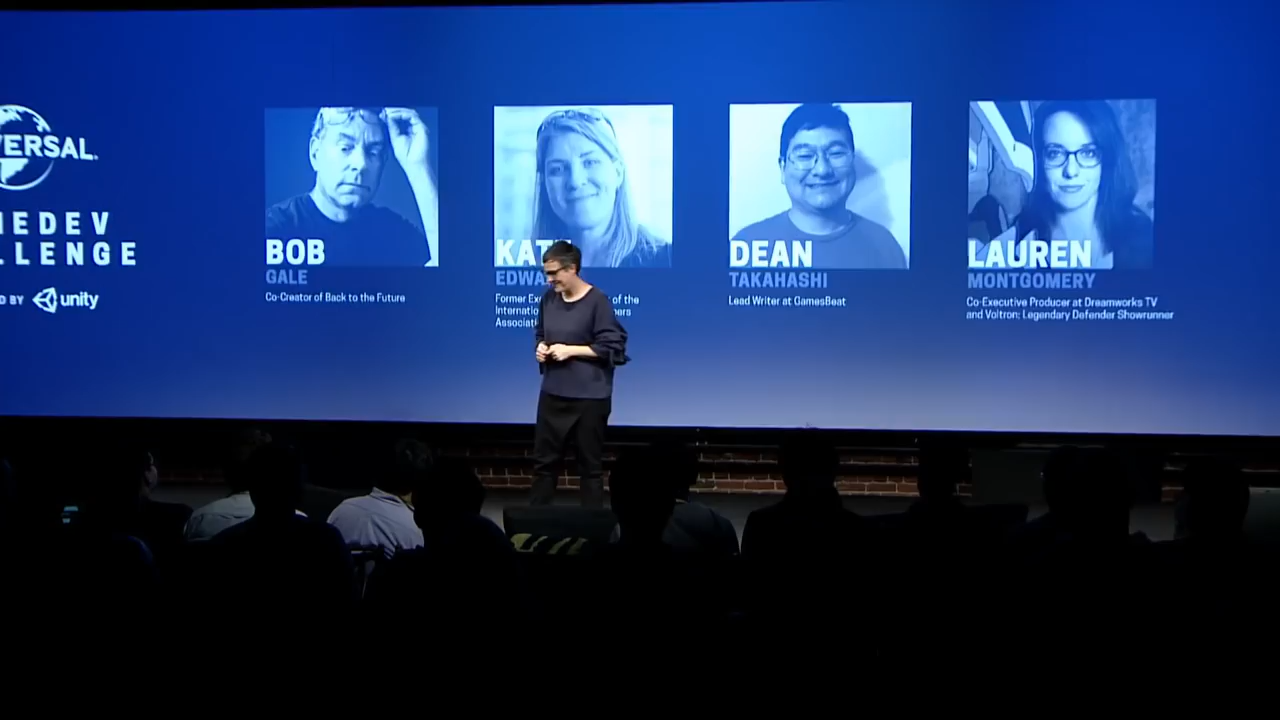 VERSAL
EDEV
LLENGE
D BY unity
BOB
GALE
Co-Creator of Back to the Future
KAT
EDWA
Former Ex of the
Internatio ers
Associati
DEAN
TAKAHASHI
Lead Writer at GamesBeat
LAUREN
MONTGOMERY
Co-Executive Producer at Dreamworks TV
and Voltron: Legendary Defender Showrunner